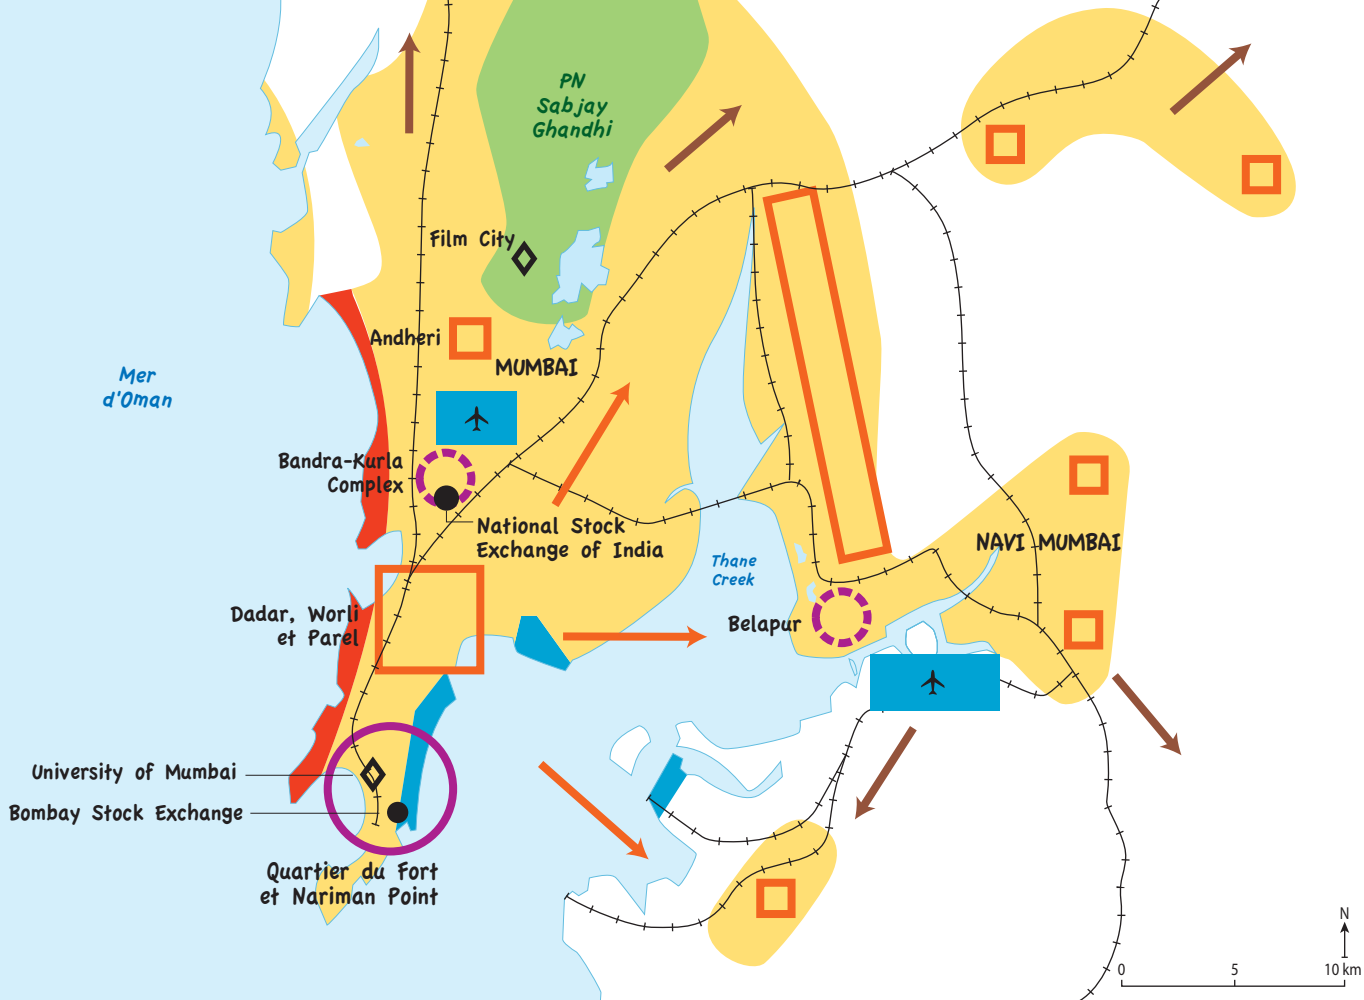 PN
Sabjay
Ghandhi
Film City
Andheri
MUMBAI
Mer
d'Oman
Bandra-Kurla
Complex
National Stock
Exchange of India
NAVI MUMBAI
Thane
Creek
Dadar, Worli
et Parel
Belapur
University of Mumbai
Bombay Stock Exchange
Quartier du Fort
et Nariman Point
N
0 5 10 km